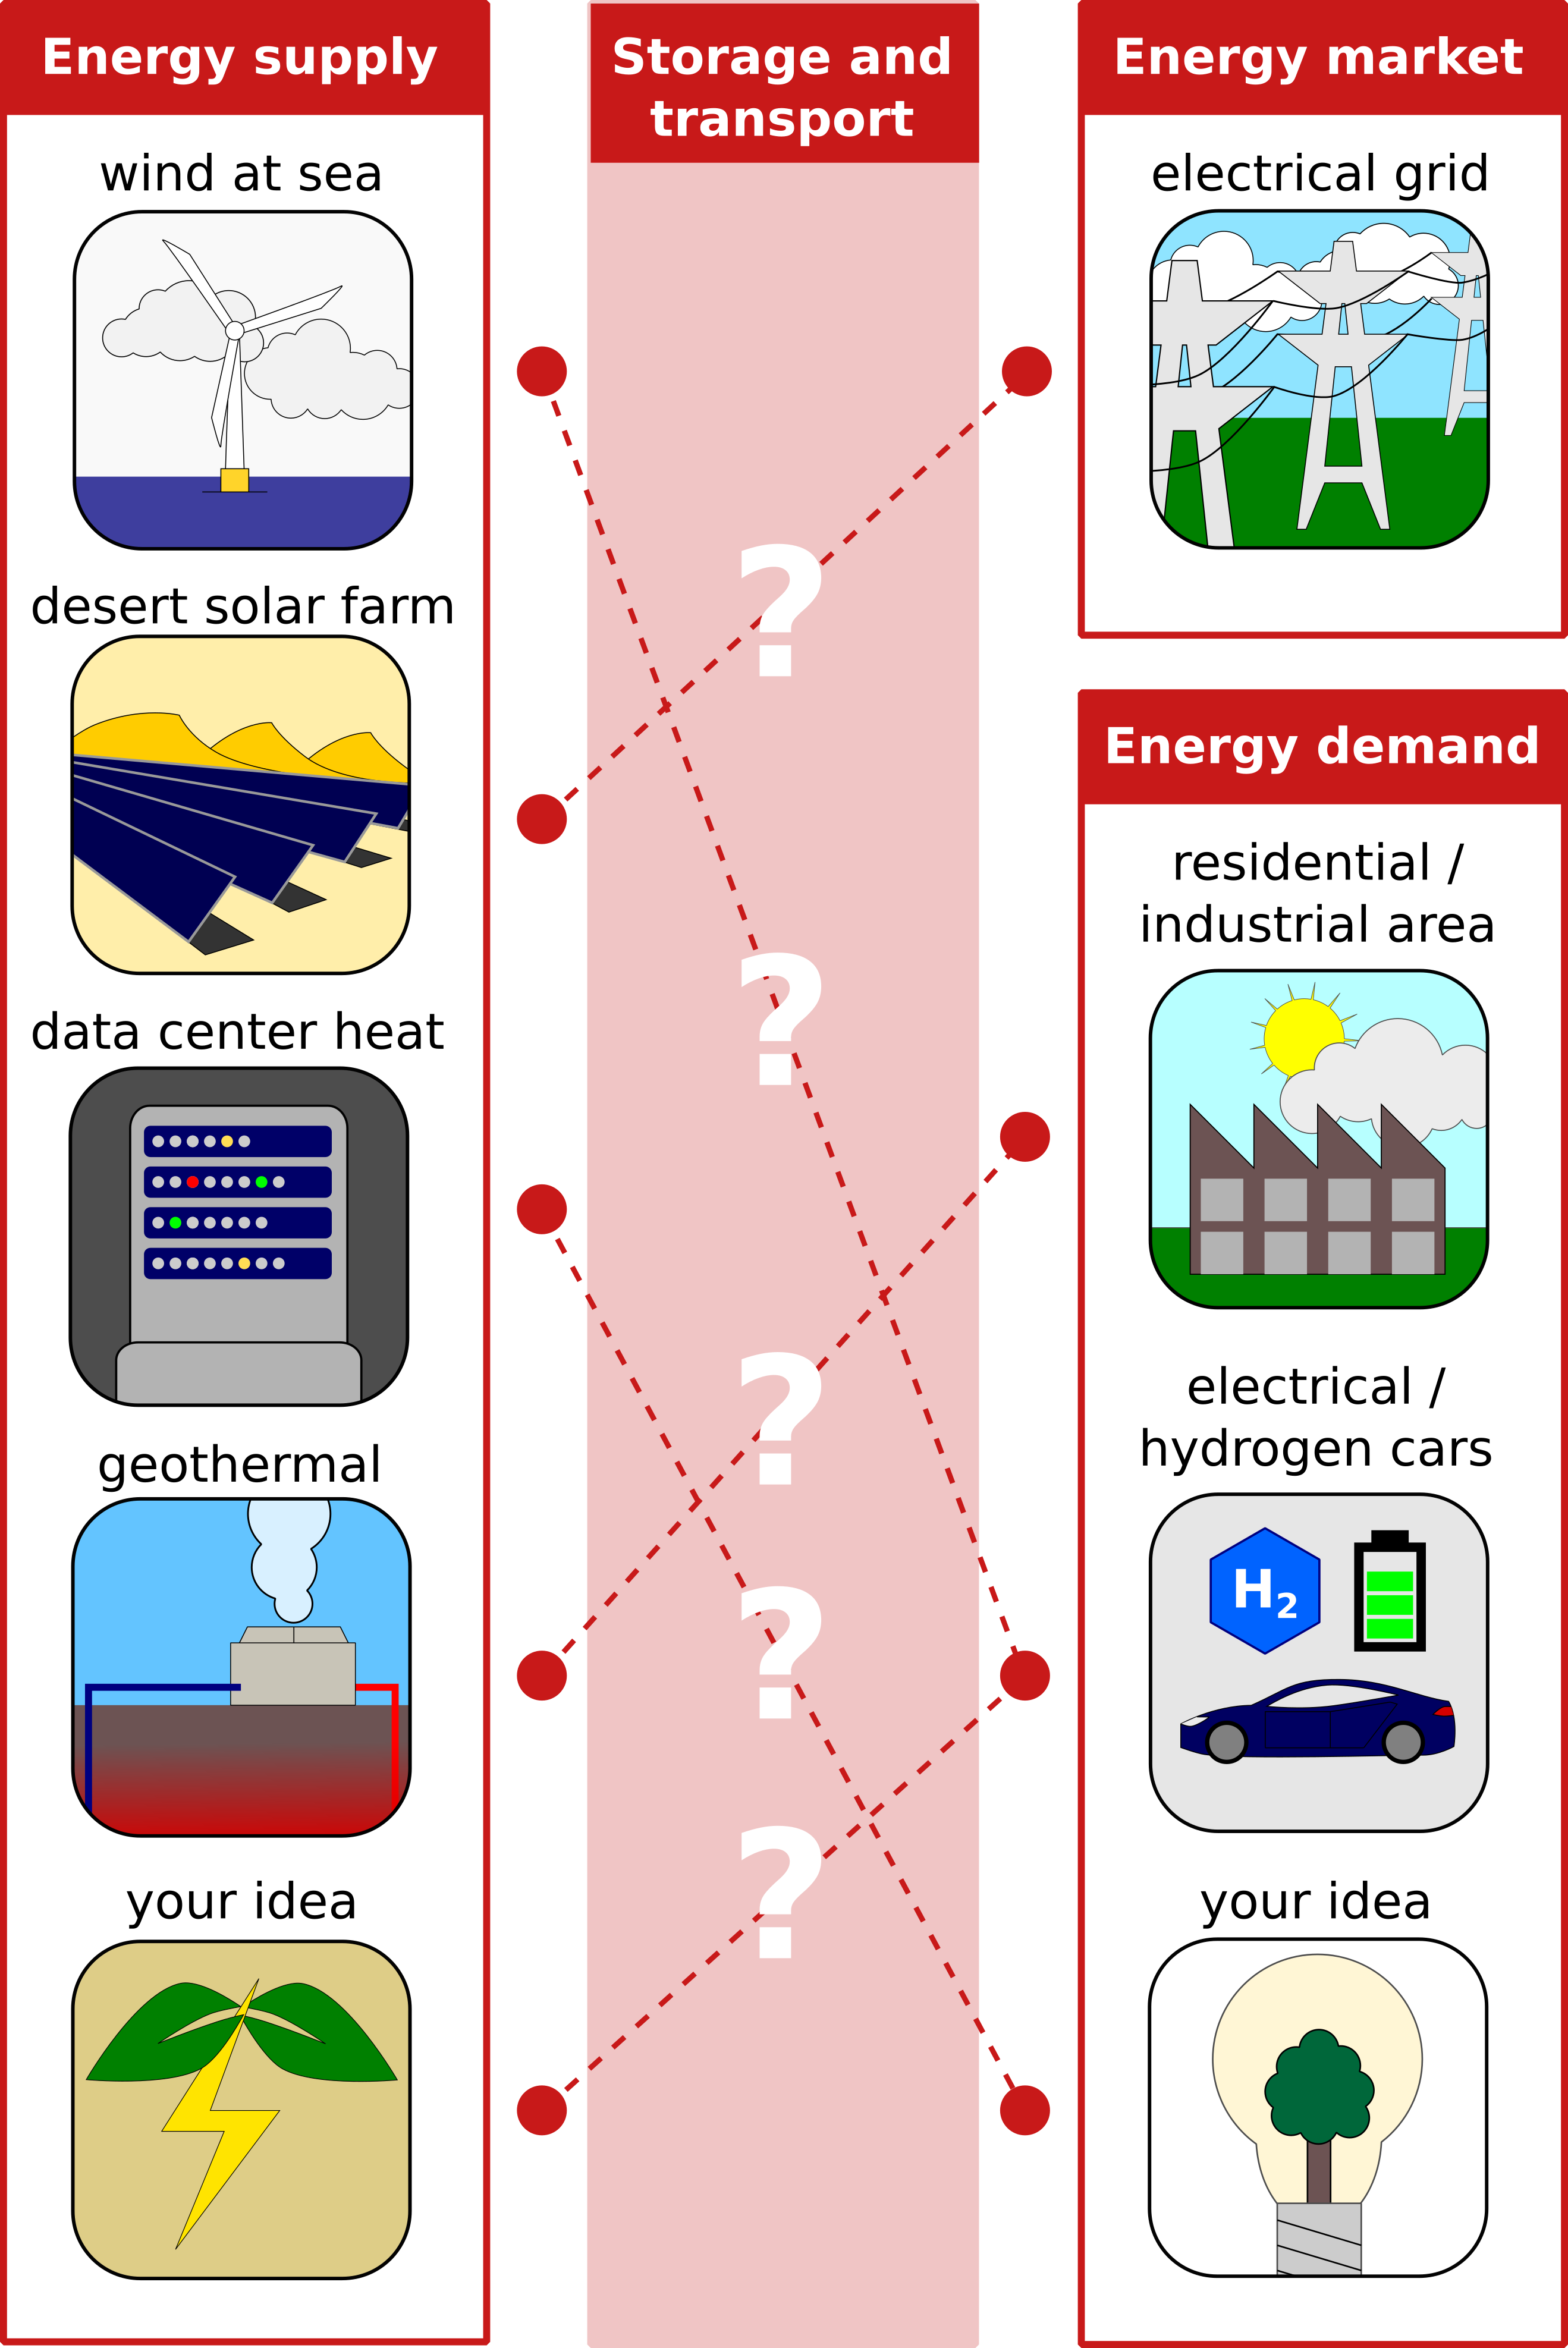 Energy supply
wind at sea
desert solar farm
data center heat
geothermal
your idea
Storage and
transport
?
?
?
?
?
Energy market
electrical grid
Energy demand
residential /
industrial area
electrical /
hydrogen cars
H2
your idea